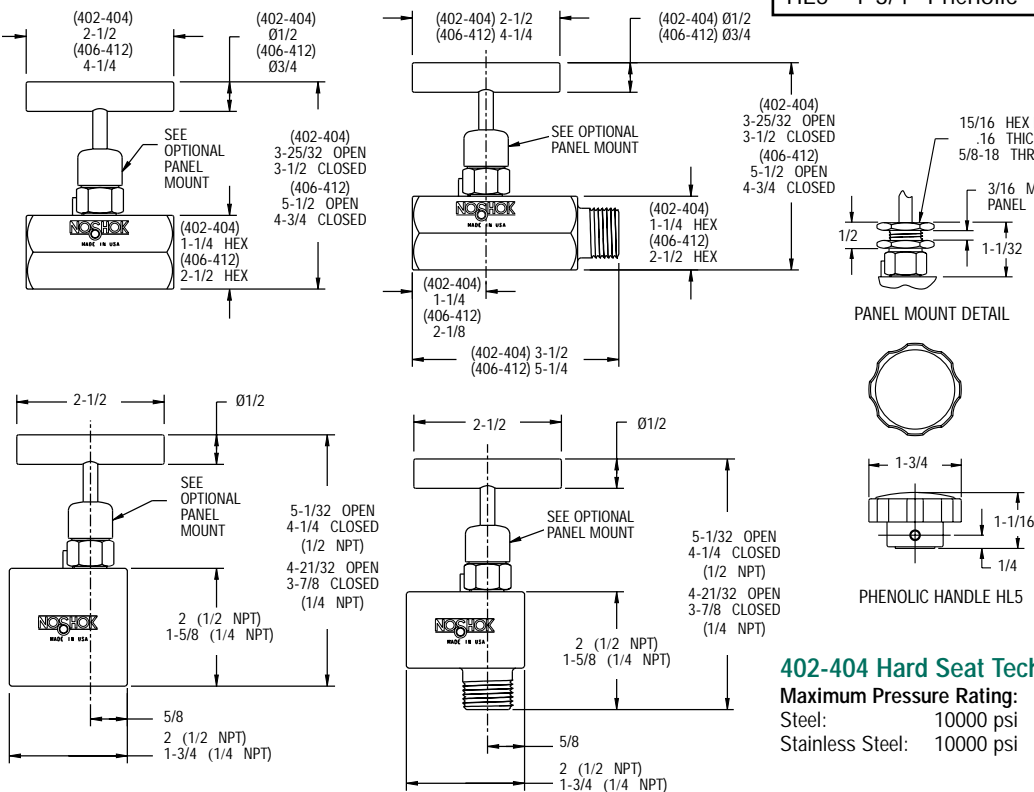 HL5 1-3/4" Phenolic
(402-404)
2-1/2
(406-412)
4-1/4
(402-404)
Ø1/2
(406-412)
Ø3/4
SEE
OPTIONAL
PANEL
MOUNT
(402-404)
3-25/32 OPEN
3-1/2 CLOSED
(406-412)
5-1/2 OPEN
4-3/4 CLOSED
NOSHOK
MADE IN USA
(402-404)
1-1/4 HEX
(406-412)
2-1/2 HEX
(402-404) 2-1/2
(406-412) 4-1/4
(402-404) Ø1/2
(406-412) Ø3/4
SEE OPTIONAL
PANEL MOUNT
(402-404)
3-25/32 OPEN
3-1/2 CLOSED
(406-412)
5-1/2 OPEN
4-3/4 CLOSED
NOSHOK
MADE IN USA
(402-404)
1-1/4 HEX
(406-412)
2-1/2 HEX
(402-404)
1-1/4
(406-412)
2-1/8
(402-404) 3-1/2
(406-412) 5-1/4
15/16 HEX
.16
5/8-18
3/16
PANEL
1/2
1-1/32
PANEL MOUNT DETAIL
2-1/2
Ø1/2
SEE
OPTIONAL
PANEL
MOUNT
5-1/32 OPEN
4-1/4 CLOSED
(1/2 NPT)
4-21/32 OPEN
3-7/8 CLOSED
(1/4 NPT)
NOSHOK
MADE IN USA
2 (1/2 NPT)
1-5/8 (1/4 NPT)
5/8
2 (1/2 NPT)
1-3/4 (1/4 NPT)
2-1/2
Ø1/2
SEE OPTIONAL
PANEL MOUNT
5-1/32 OPEN
4-1/4 CLOSED
(1/2 NPT)
4-21/32 OPEN
3-7/8 CLOSED
(1/4 NPT)
NOSHOK
MADE IN USA
2 (1/2 NPT)
1-5/8 (1/4 NPT)
5/8
2 (1/2 NPT)
1-3/4 (1/4 NPT)
1-3/4
1-1/16
1/4
PHENOLIC HANDLE HL5
402-404 Hard Seat Tech
Maximum Pressure Rating:
Steel: 10000 psi
Stainless Steel: 10000 psi